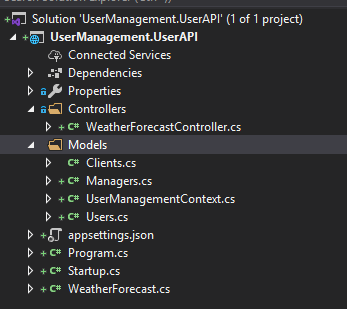 Solution 'UserManagement.UserAPI' (1 of 1 project)
UserManagement.UserAPI
Connected Services
Dependencies
Properties
Controllers
C# WeatherForecastController.cs
Models
C# Clients.cs
C# Managers.cs
C# UserManagementContext.cs
C# Users.cs
appsettings.json
C# Program.cs
C# Startup.cs
C# WeatherForecast.cs